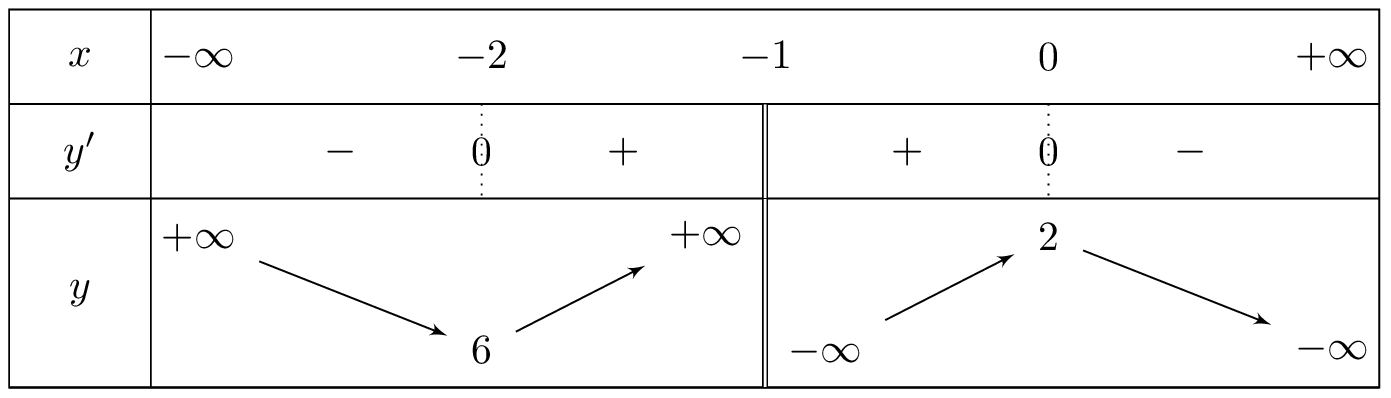 x −∞ −2 −1 0 +∞
y′ − 0 + + 0 −
+∞ +∞ 2
y
6 −∞ −∞